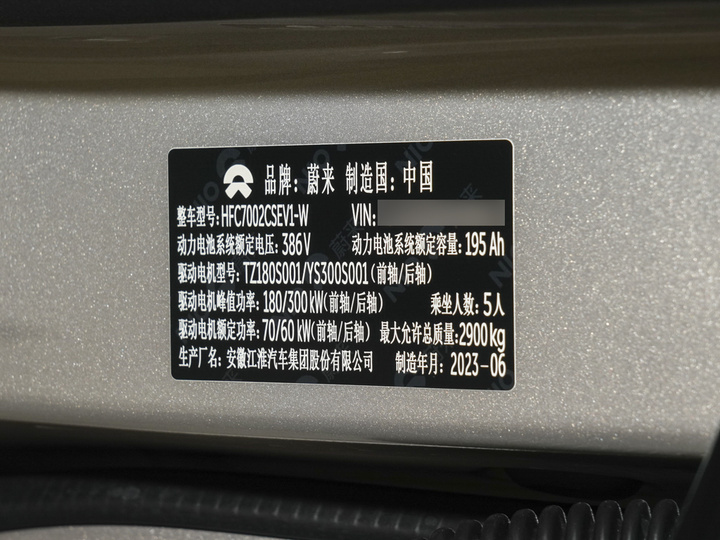 品牌: 蔚来 制造国: 中国
整车型号: HFC7002CSEV1-W VIN:
动力电池系统额定电压: 386V 动力电池系统额定容量: 195 Ah
驱动电机型号: TZ180S001/YS300S001 (前轴/后轴)
驱动电机峰值功率: 180/300 kW(前轴/后轴) 乘坐人数: 5人
驱动电机额定功率: 70/60 kW(前轴/后轴) 最大允许总质量:2900kg
生产厂名: 安徽江淮汽车集团股份有限公司 制造年月: 2023-06